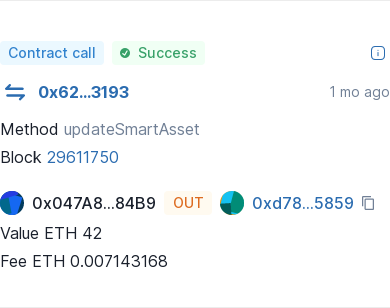 Contract call Success
0x62...3193 1 mo ago
Method updateSmartAsset
Block 29611750
0x047A8...84B9 OUT 0xd78...5859
Value ETH 42
Fee ETH 0.007143168